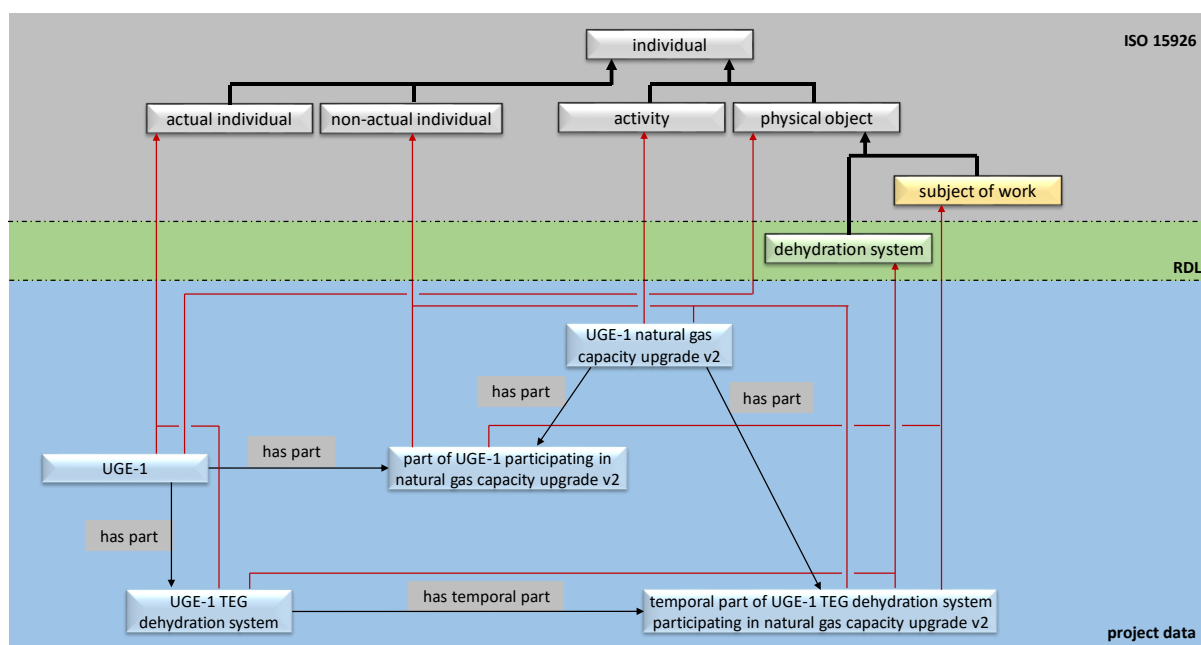 individual
ISO 15926
actual individual
non-actual individual
activity
physical object
subject of work
dehydration system
RDL
UGE-1 natural gas
capacity upgrade v2
has part
has part
UGE-1
has part
part of UGE-1 participating in
natural gas capacity upgrade v2
has part
UGE-1 TEG
dehydration system
has temporal part
temporal part of UGE-1 TEG dehydration system
participating in natural gas capacity upgrade v2
project data